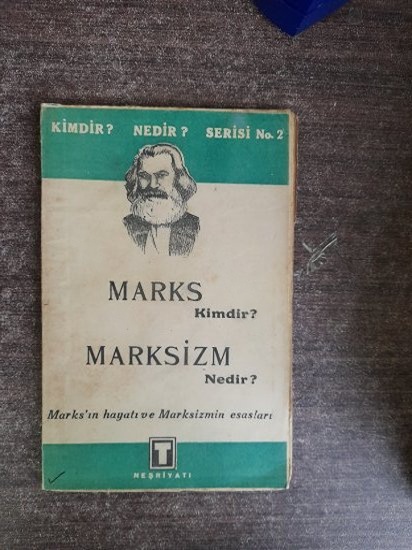 KİMDİR? NEDİR? SERİSİ No. 2
MARKS
Kimdir?
MARKSİZM
Nedir?
Marks'ın hayatı ve Marksizmin esasları
T
NEŞRİYATI